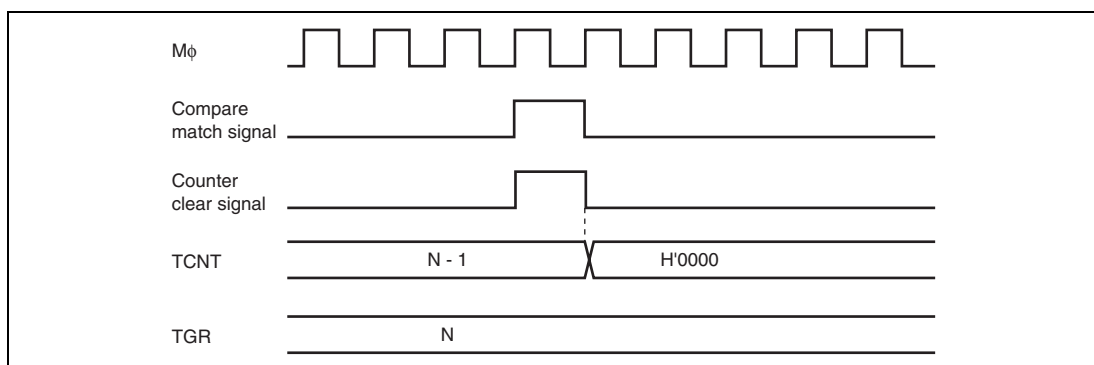 Mφ
Compare
match signal
Counter
clear signal
TCNT
N - 1
H'0000
TGR
N